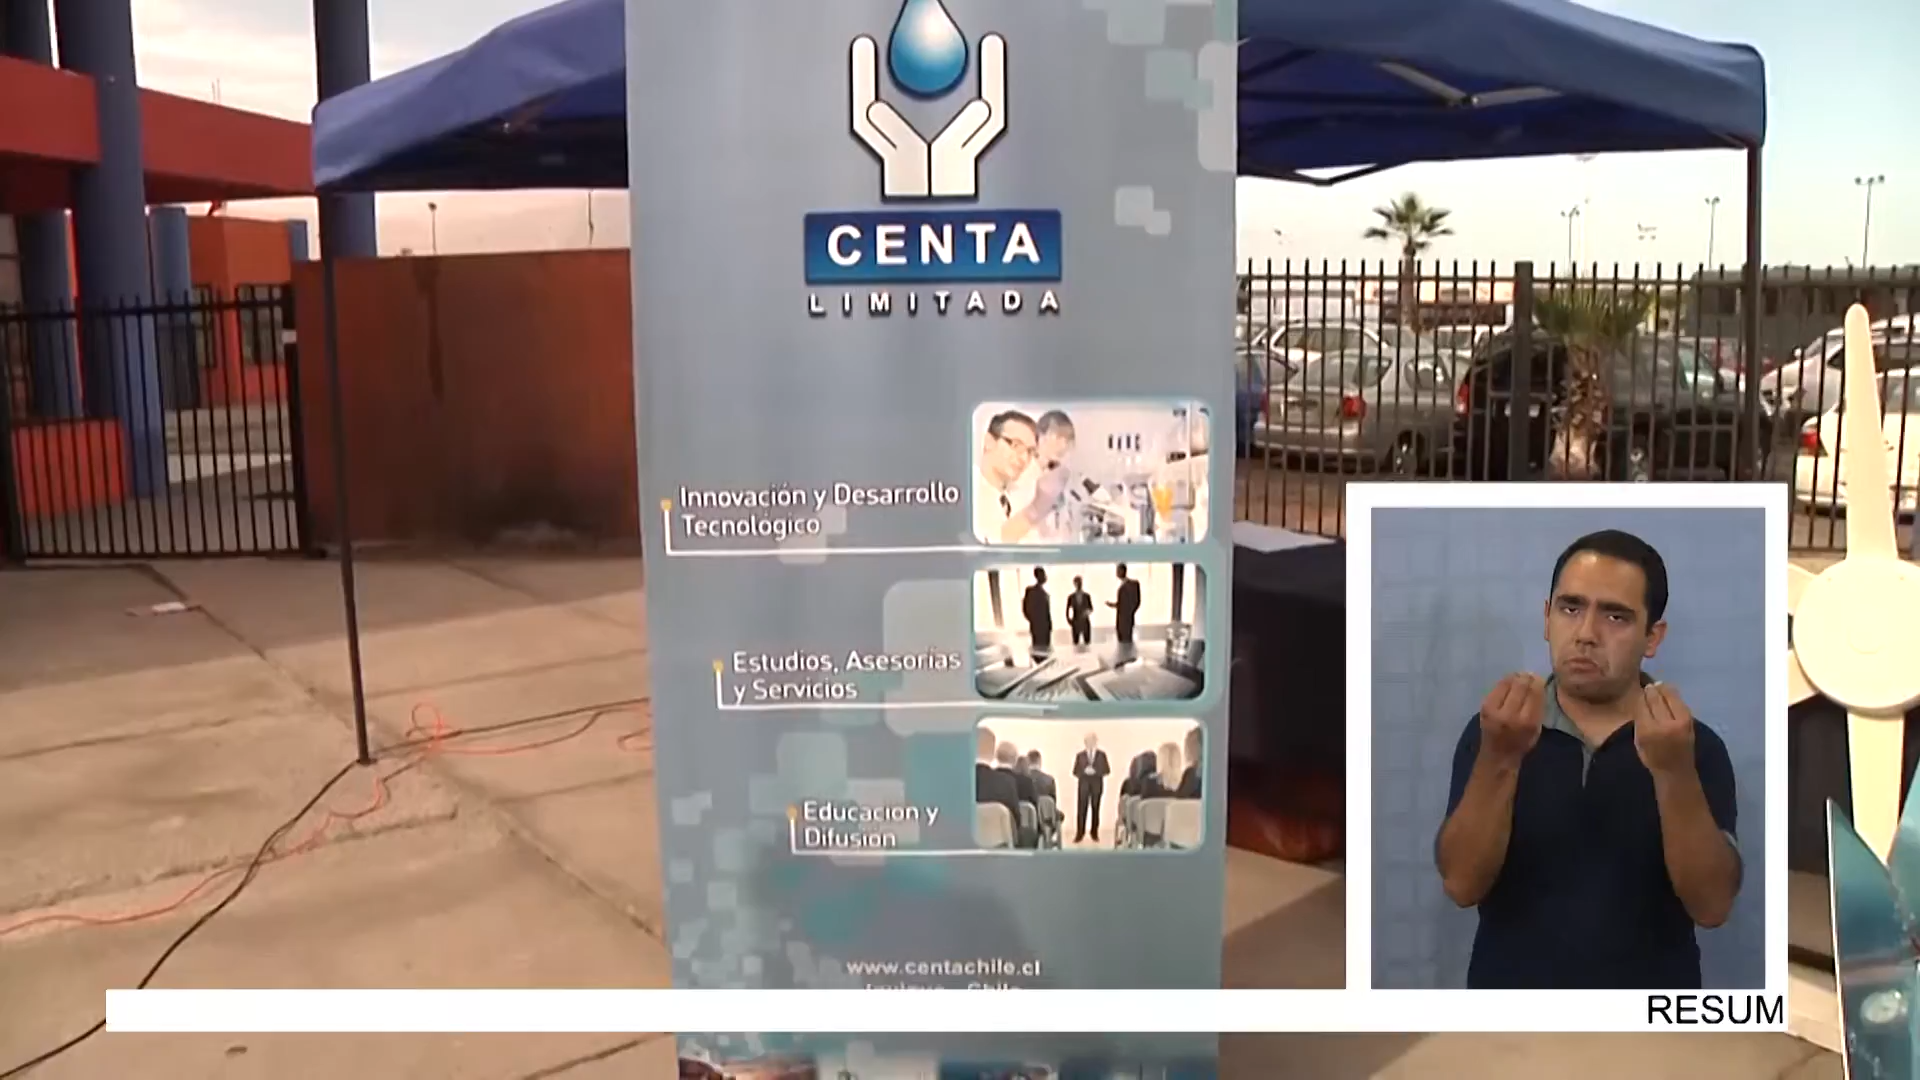 CENTA
LIMITADA
Innovación y Desarrollo
Tecnológico
Estudios, Asesorías
y Servicios
Educación y
Difusión
www.centachile.cl
RESUM